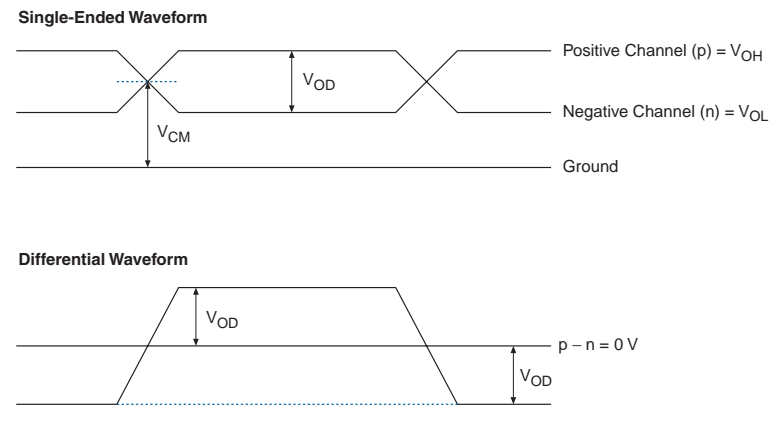 Single-Ended Waveform
Positive Channel (p) = VOH
VOD
Negative Channel (n) = VOL
VCM
Ground
Differential Waveform
VOD
p − n = 0 V
VOD